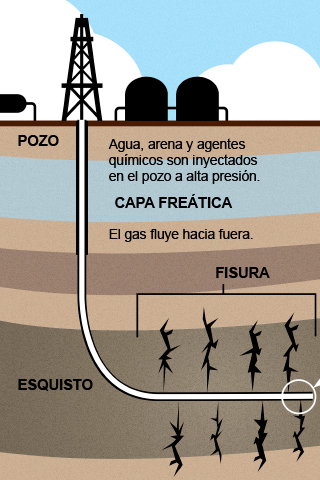 POZO
Agua, arena y agentes
químicos son inyectados
en el pozo a alta presión.
CAPA FREÁTICA
El gas fluye hacia fuera.
FISURA
ESQUISTO